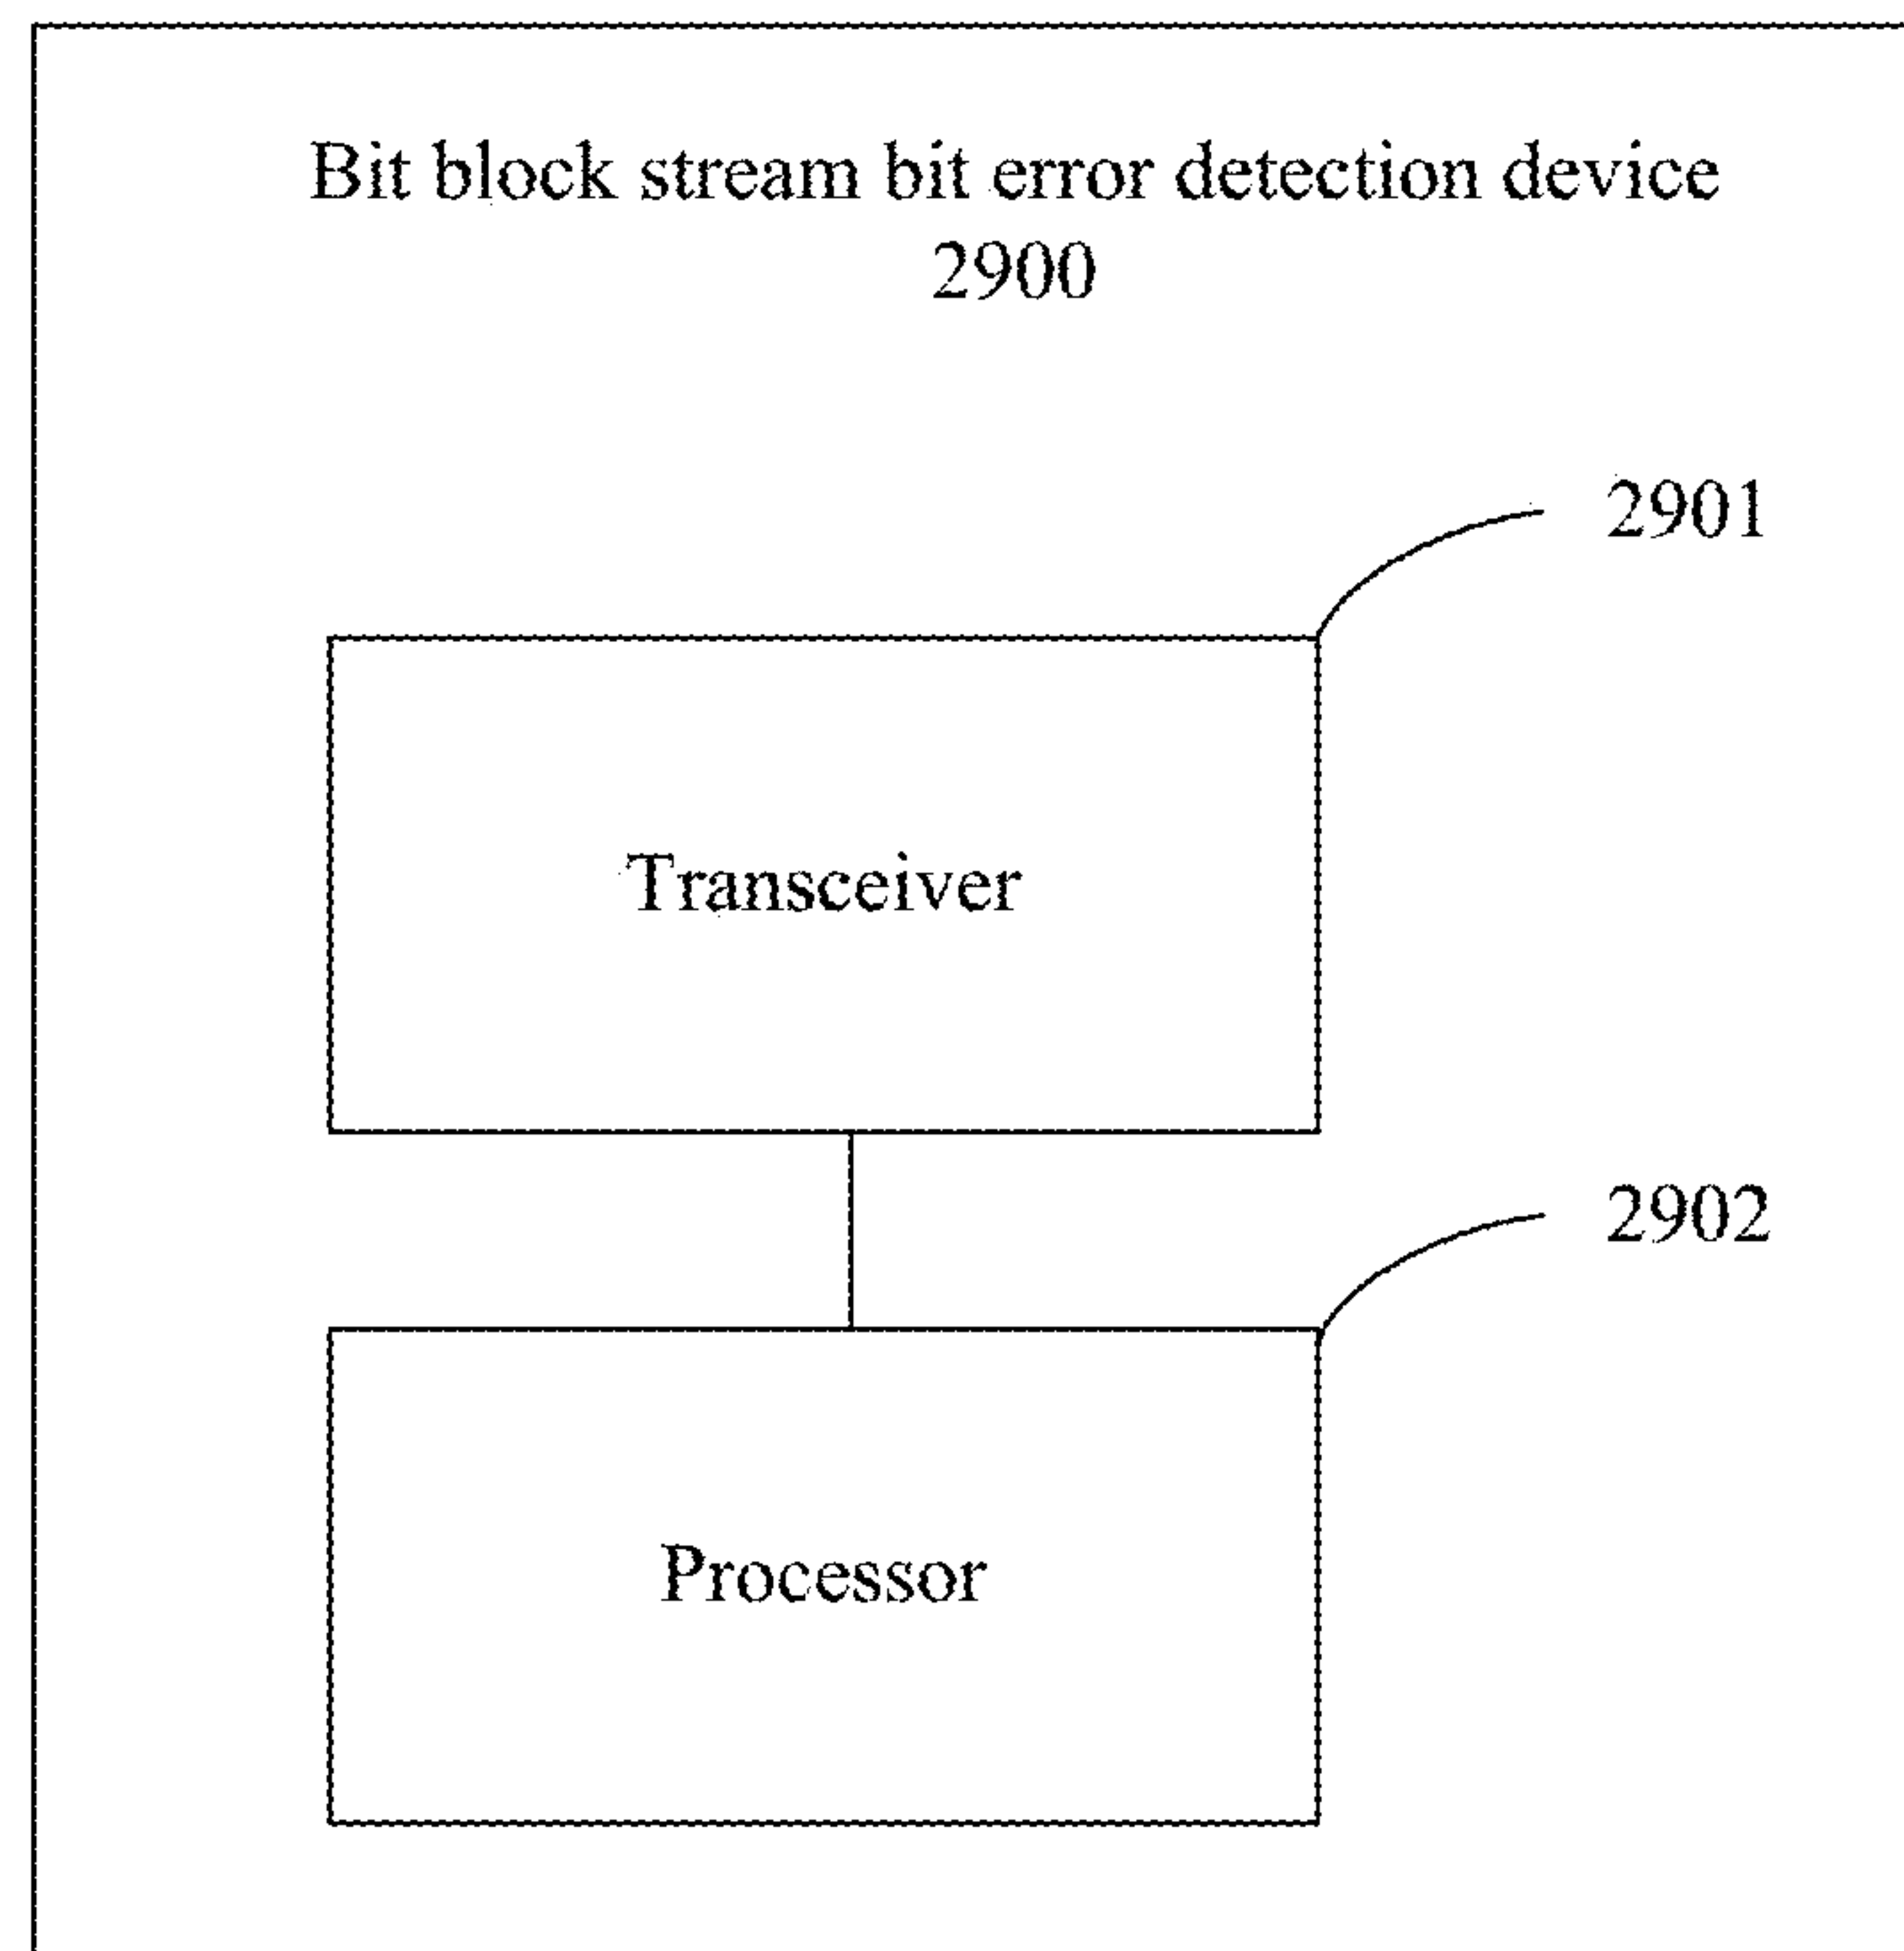 Bit block stream bit error detection device
2900
2901
Transceiver
2902
Processor